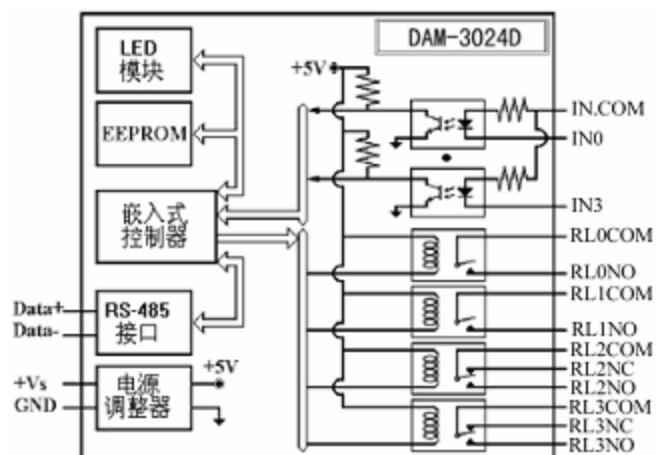 DAM-3024D
LED
模块
EEPROM
嵌入式
控制器
RS-485
接口
电源
调整器
Data+
Data-
+Vs
GND
+5V
+5V
IN.COM
IN0
IN3
RL0COM
RL0NO
RL1COM
RL1NO
RL2COM
RL2NC
RL2NO
RL3COM
RL3NC
RL3NO